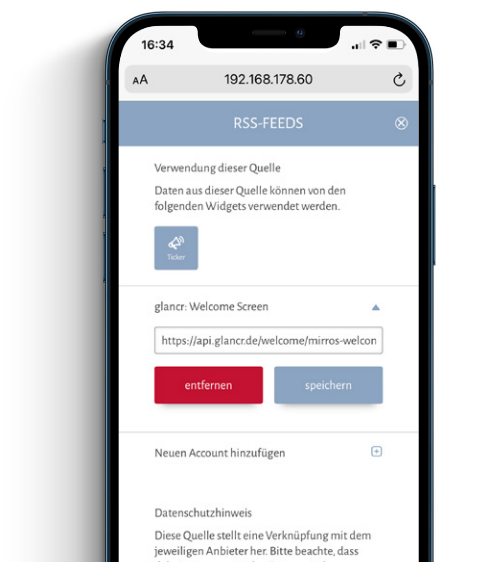 16:34
AA
192.168.178.60
RSS-FEEDS
Verwendung dieser Quelle
Daten aus dieser Quelle können von den
folgenden Widgets verwendet werden.
Ticker
glancr: Welcome Screen
https://api.glancr.de/welcome/mirros-welcon
entfernen
speichern
Neuen Account hinzufügen
Datenschutzhinweis
Diese Quelle stellt eine Verknüpfung mit dem
jeweiligen Anbieter her. Bitte beachte, dass